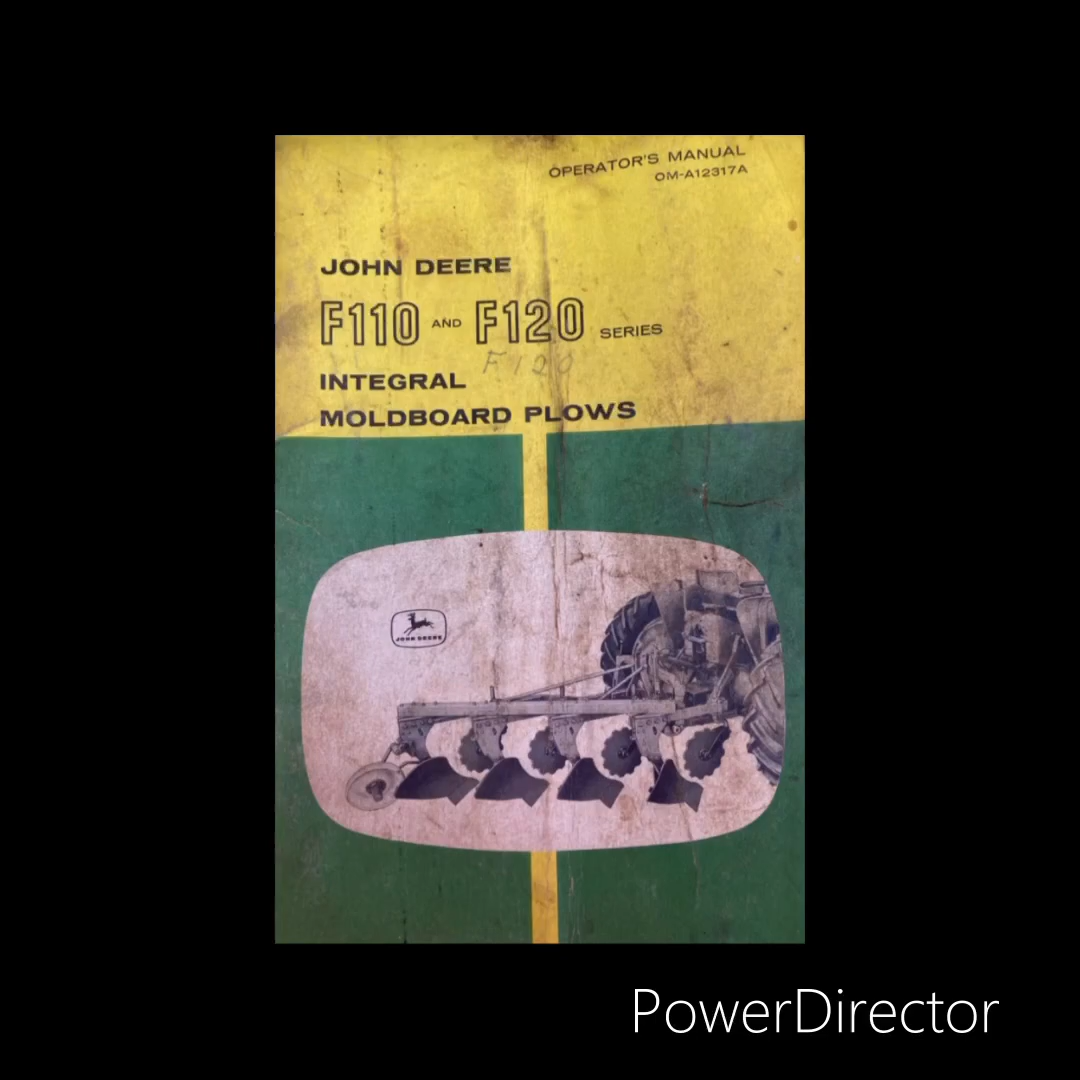 OPERATOR'S MANUAL
OM-A12317A
JOHN DEERE
F110 AND F120 SERIES
F120
INTEGRAL
MOLDBOARD PLOWS
JOHN DEERE
PowerDirector